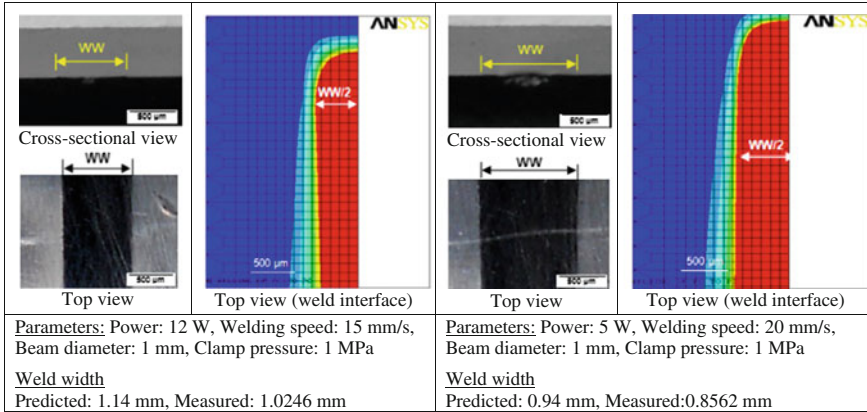 WW
500 µm
Cross-sectional view
WW
500 µm
Top view
ANSYS
WW/2
500 µm
Top view (weld interface)
WW
500 µm
Cross-sectional view
WW
500 µm
Top view
ANSYS
WW/2
500 µm
Top view (weld interface)
Parameters: Power: 12 W, Welding speed: 15 mm/s,
Beam diameter: 1 mm, Clamp pressure: 1 MPa
Weld width
Predicted: 1.14 mm, Measured: 1.0246 mm
Parameters: Power: 5 W, Welding speed: 20 mm/s,
Beam diameter: 1 mm, Clamp pressure: 1 MPa
Weld width
Predicted: 0.94 mm, Measured:0.8562 mm